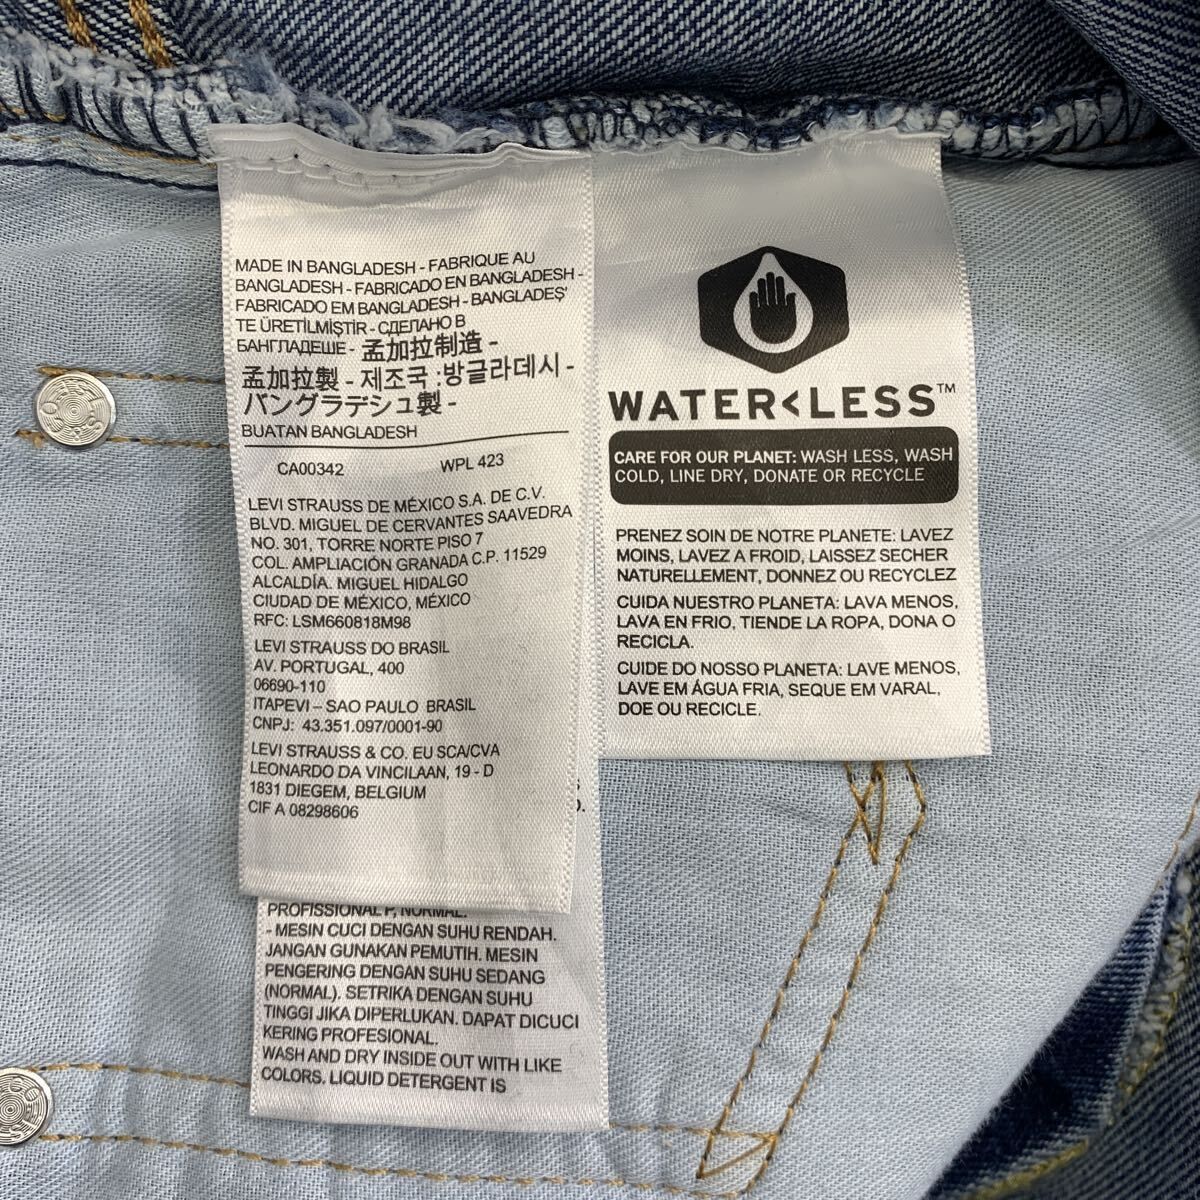 MADE IN BANGLADESH - FABRIQUE AU
BANGLADESH - FABRICADO EN BANGLADESH -
FABRICADO EM BANGLADESH - BANGLADEŞ'
TE ÜRETİLMİŞTİR - СДЕЛАНО В
БАНГЛАДЕШЕ - 孟加拉制造 -
孟加拉製 - 제조국 :방글라데시 -
バングラデシュ製 -
BUATAN BANGLADESH
CA00342 WPL 423
LEVI STRAUSS DE MÉXICO S.A. DE C.V.
BLVD. MIGUEL DE CERVANTES SAAVEDRA
NO. 301, TORRE NORTE PISO 7
COL. AMPLIACIÓN GRANADA C.P. 11529
ALCALDÍA. MIGUEL HIDALGO
CIUDAD DE MÉXICO, MÉXICO
RFC: LSM660818M98
LEVI STRAUSS DO BRASIL
AV. PORTUGAL, 400
06690-110
ITAPEVI – SAO PAULO BRASIL
CNPJ: 43.351.097/0001-90
LEVI STRAUSS & CO. EU SCA/CVA
LEONARDO DA VINCILAAN, 19 - D
1831 DIEGEM, BELGIUM
CIF A 08298606
PROFISSIONAL P, NORMAL.
- MESIN CUCI DENGAN SUHU RENDAH.
JANGAN GUNAKAN PEMUTIH. MESIN
PENGERING DENGAN SUHU SEDANG
(NORMAL). SETRIKA DENGAN SUHU
TINGGI JIKA DIPERLUKAN. DAPAT DICUCI
KERING PROFESIONAL.
WASH AND DRY INSIDE OUT WITH LIKE
COLORS. LIQUID DETERGENT IS
WATER<LESS™
CARE FOR OUR PLANET: WASH LESS, WASH
COLD, LINE DRY, DONATE OR RECYCLE
PRENEZ SOIN DE NOTRE PLANETE: LAVEZ
MOINS, LAVEZ A FROID, LAISSEZ SECHER
NATURELLEMENT, DONNEZ OU RECYCLEZ
CUIDA NUESTRO PLANETA: LAVA MENOS,
LAVA EN FRIO, TIENDE LA ROPA, DONA O
RECICLA.
CUIDE DO NOSSO PLANETA: LAVE MENOS,
LAVE EM ÁGUA FRIA, SEQUE EM VARAL,
DOE OU RECICLE.